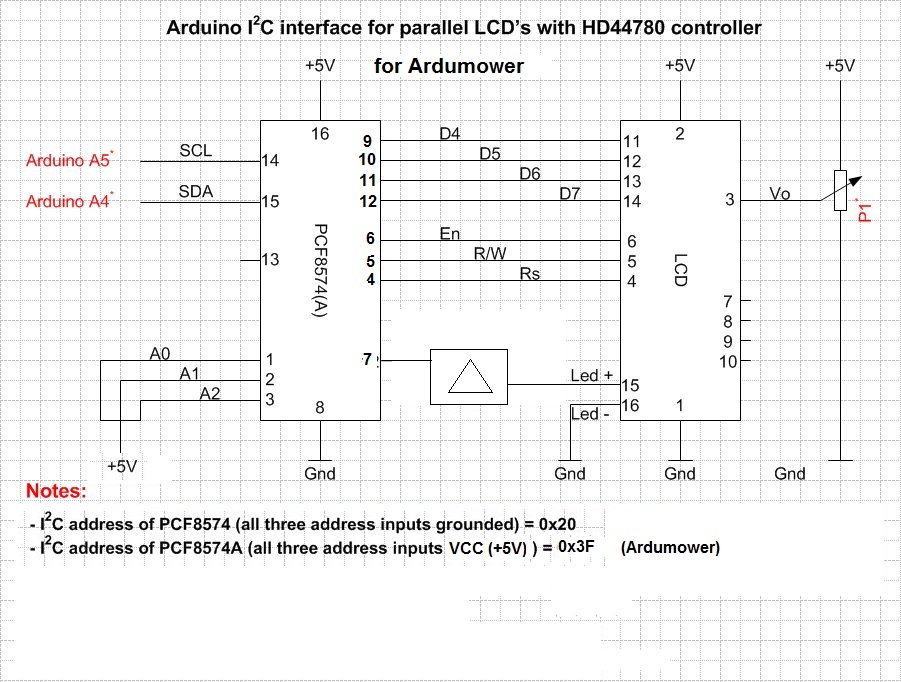 Arduino I²C interface for parallel LCD's with HD44780 controller
for Ardumower
+5V
+5V
+5V
16
2
Arduino A5*
SCL
14
9
D4
11
10
D5
12
Arduino A4*
SDA
15
11
D6
13
12
D7
14
3
Vo
P1*
PCF8574(A)
LCD
13
6
En
6
5
R/W
5
4
Rs
4
7
8
9
10
A0
1
A1
2
A2
3
7
Led +
15
Led -
16
8
1
+5V
Gnd
Gnd
Gnd
Gnd
Notes:
- I²C address of PCF8574 (all three address inputs grounded) = 0x20
- I²C address of PCF8574A (all three address inputs VCC (+5V) ) = 0x3F (Ardumower)